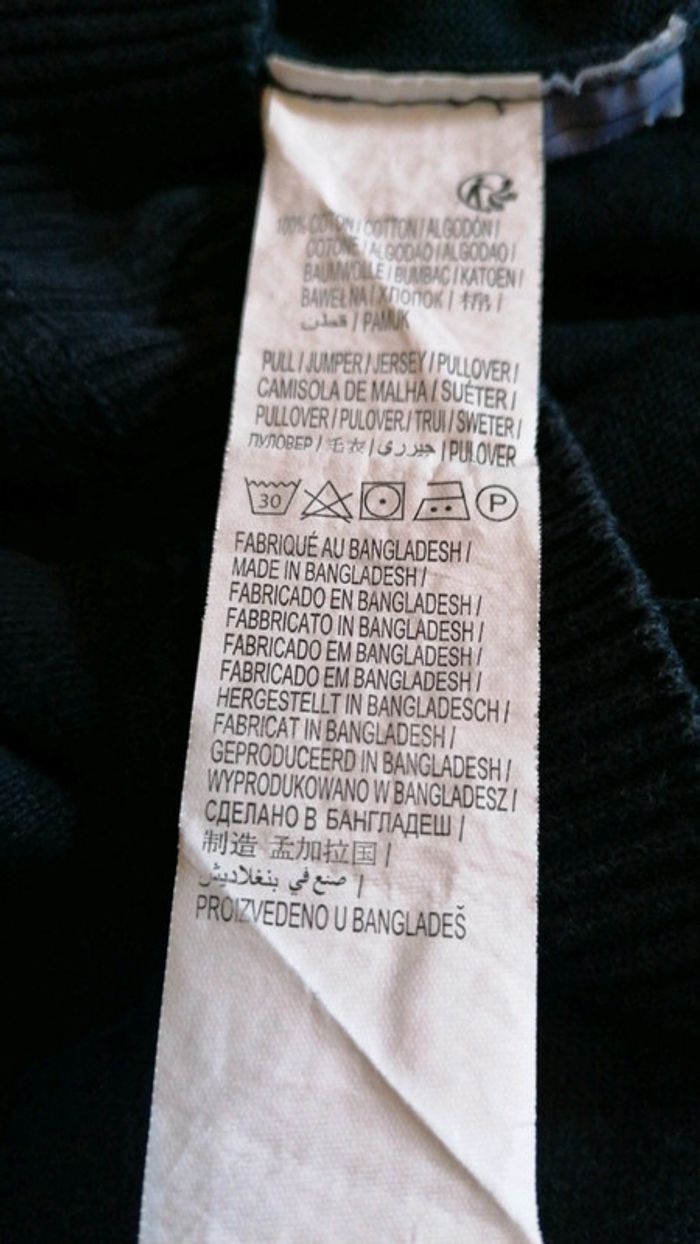 100% COTON / COTTON / ALGODÓN /
COTONE / ALGODÃO / ALGODAO /
BAUMWOLLE / BUMBAC / KATOEN /
BAWEŁNA / ХЛОПОК | 棉 |
قطن | PAMUK
PULL / JUMPER / JERSEY / PULLOVER /
CAMISOLA DE MALHA / SUÉTER /
PULLOVER / PULOVER / TRUI / SWETER /
ПУЛОВЕР / 毛衣 | جيرزي | PULOVER
30 P
FABRIQUÉ AU BANGLADESH /
MADE IN BANGLADESH /
FABRICADO EN BANGLADESH /
FABBRICATO IN BANGLADESH /
FABRICADO EM BANGLADESH /
FABRICADO EM BANGLADESH /
HERGESTELLT IN BANGLADESCH /
FABRICAT IN BANGLADESH /
GEPRODUCEERD IN BANGLADESH /
WYPRODUKOWANO W BANGLADESZ /
СДЕЛАНО В БАНГЛАДЕШ |
制造 孟加拉国 |
صنع في بنغلاديش |
PROIZVEDENO U BANGLADEŠ